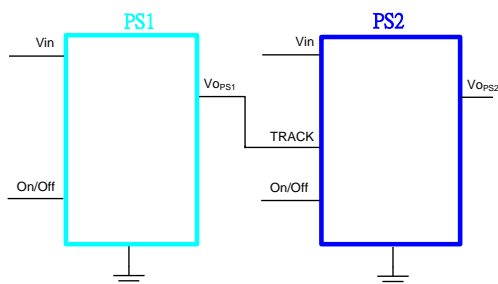 PS1
PS2
Vin
Vin
VoPS1
VoPS2
TRACK
On/Off
On/Off